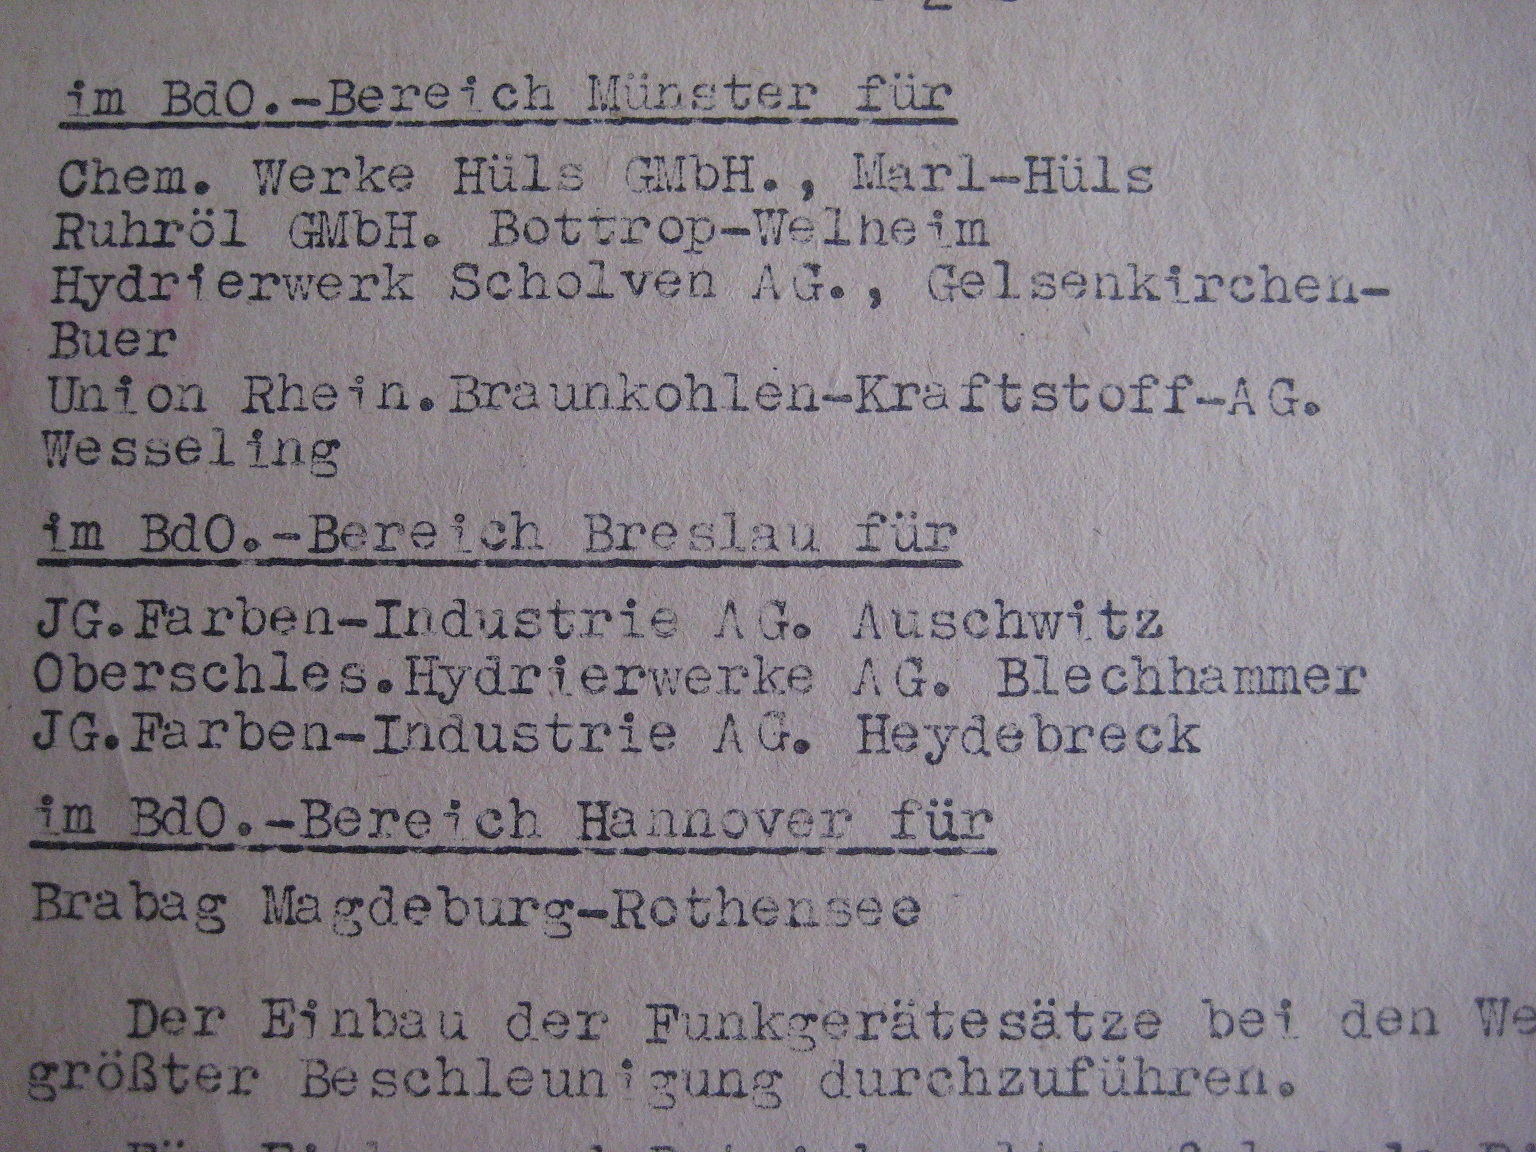 im BdO.-Bereich Münster für
Chem. Werke Hüls GMbH., Marl-Hüls
Ruhröl GMbH. Bottrop-Welheim
Hydrierwerk Scholven AG., Gelsenkirchen-
Buer
Union Rhein.Braunkohlen-Kraftstoff-AG.
Wesseling
im BdO.-Bereich Breslau für
JG.Farben-Industrie AG. Auschwitz
Oberschles.Hydrierwerke AG. Blechhammer
JG.Farben-Industrie AG. Heydebreck
im BdO.-Bereich Hannover für
Brabag Magdeburg-Rothensee
Der Einbau der Funkgerätesätze bei den We
größter Beschleunigung durchzuführen.